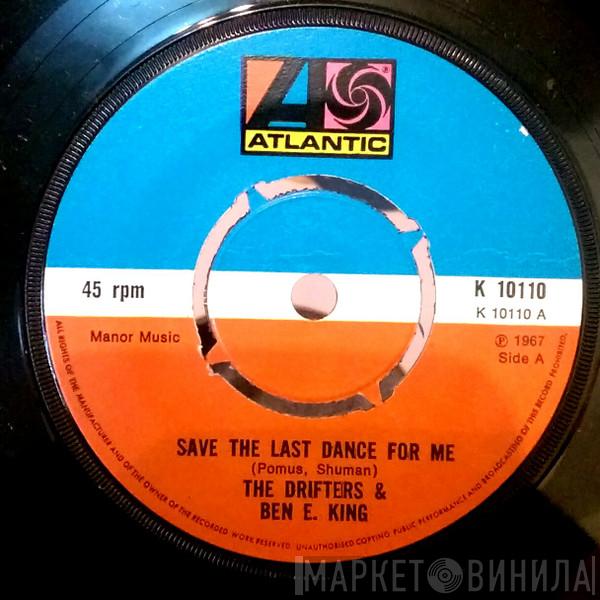 ATLANTIC
45 rpm
K 10110
K 10110 A
Manor Music
℗ 1967
Side A
SAVE THE LAST DANCE FOR ME
(Pomus, Shuman)
THE DRIFTERS &
BEN E. KING
ALL RIGHTS OF THE MANUFACTURER AND OF THE OWNER OF THE RECORDED WORK RESERVED. UNAUTHORISED COPYING, PUBLIC PERFORMANCE AND BROADCASTING OF THIS RECORD PROHIBITED.
МАРКЕТ ВИНИЛА